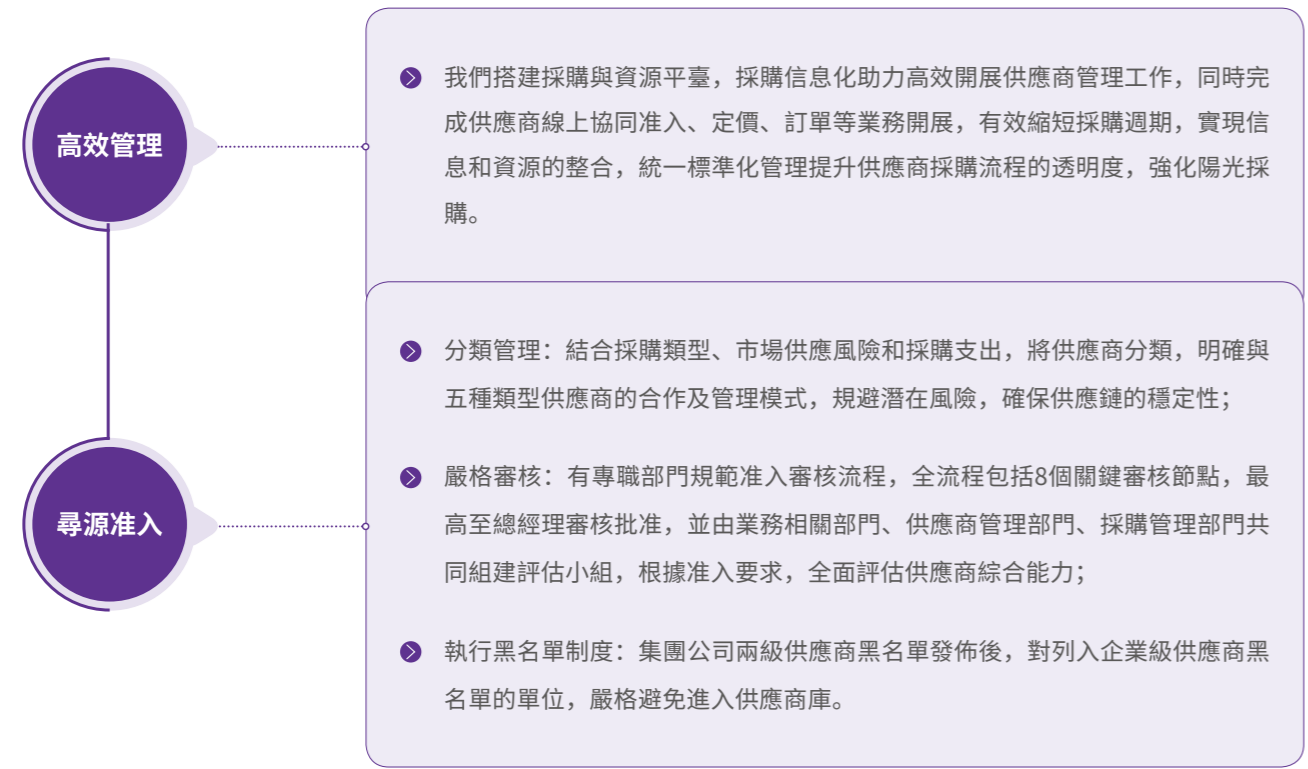 高效管理
我們搭建採購與資源平臺，採購信息化助力高效開展供應商管理工作，同時完
成供應商線上協同准入、定價、訂單等業務開展，有效縮短採購週期，實現信
息和資源的整合，統一標準化管理提升供應商採購流程的透明度，強化陽光採
購。
尋源准入
分類管理：結合採購類型、市場供應風險和採購支出，將供應商分類，明確與
五種類型供應商的合作及管理模式，規避潛在風險，確保供應鏈的穩定性；
嚴格審核：有專職部門規範准入審核流程，全流程包括8個關鍵審核節點，最
高至總經理審核批准，並由業務相關部門、供應商管理部門、採購管理部門共
同組建評估小組，根據准入要求，全面評估供應商綜合能力；
執行黑名單制度：集團公司兩級供應商黑名單發佈後，對列入企業級供應商黑
名單的單位，嚴格避免進入供應商庫。